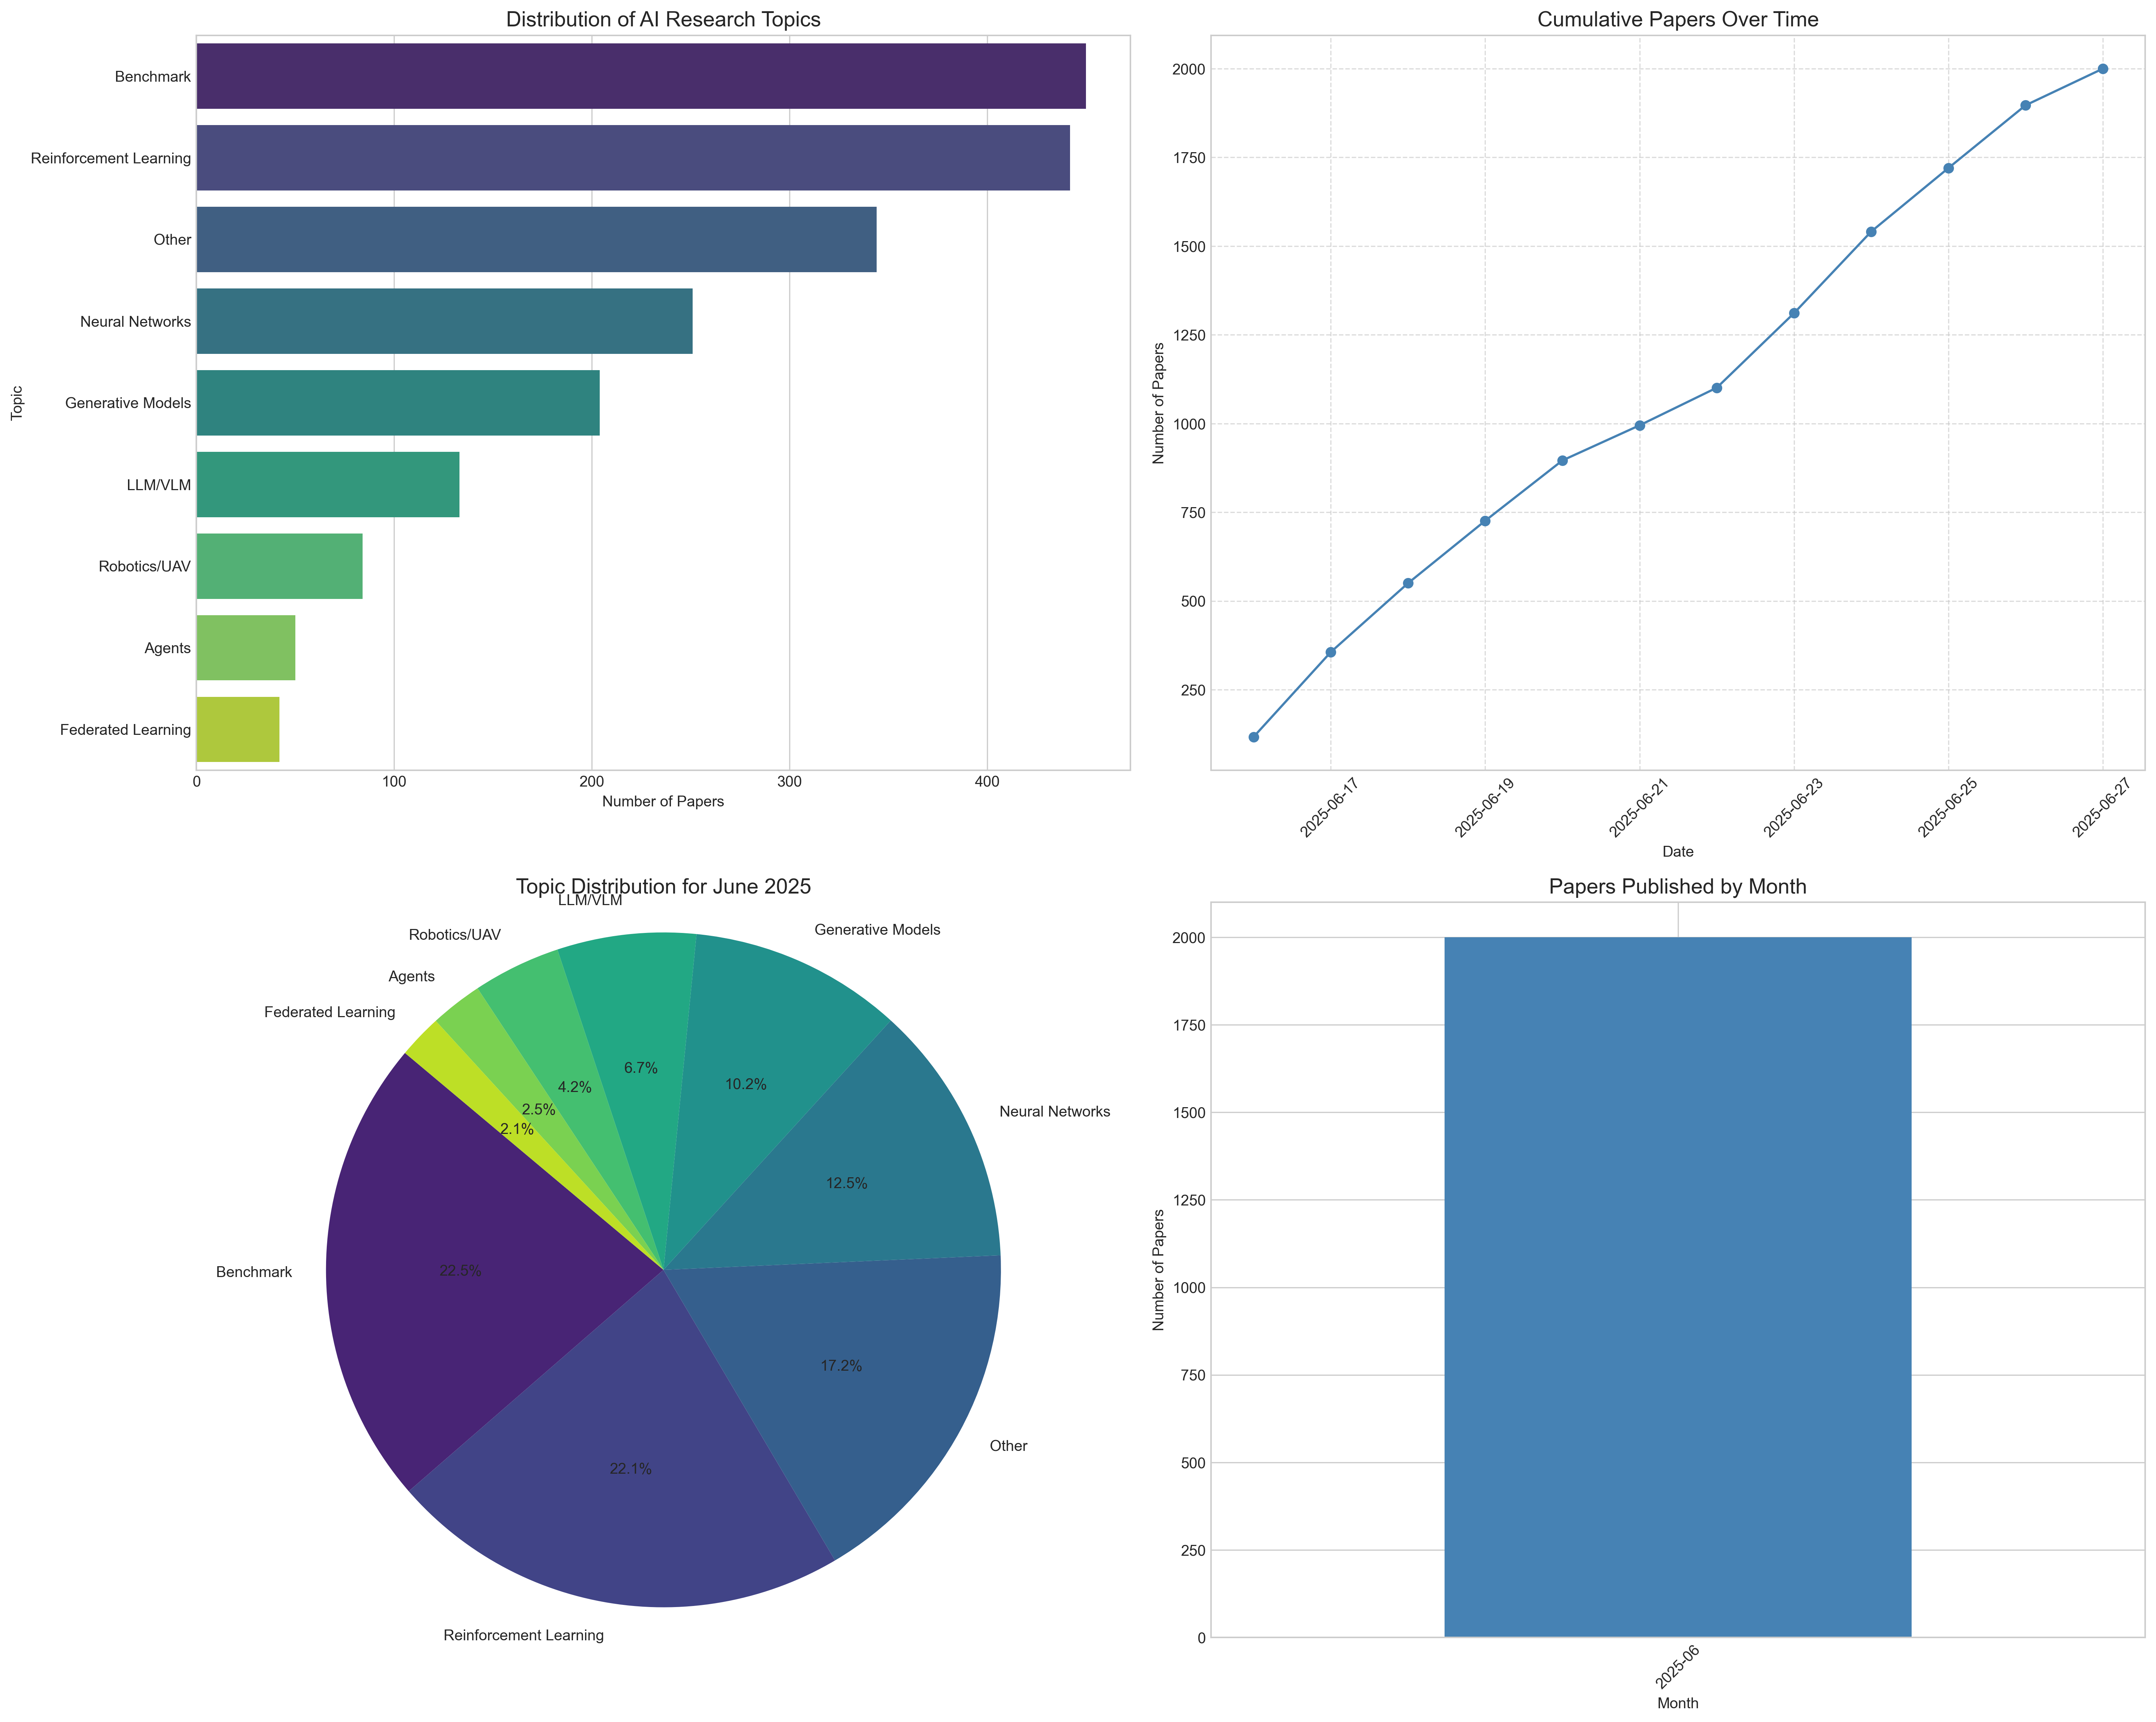 Distribution of AI Research Topics
Topic
Benchmark
Reinforcement Learning
Other
Neural Networks
Generative Models
LLM/VLM
Robotics/UAV
Agents
Federated Learning
0
100
200
300
400
Number of Papers
Cumulative Papers Over Time
Number of Papers
2000
1750
1500
1250
1000
750
500
250
2025-06-17
2025-06-19
2025-06-21
2025-06-23
2025-06-25
2025-06-27
Date
Topic Distribution for June 2025
LLM/VLM
Generative Models
Robotics/UAV
Agents
Federated Learning
Neural Networks
Benchmark
Other
Reinforcement Learning
6.7%
10.2%
4.2%
2.5%
2.1%
12.5%
22.5%
17.2%
22.1%
Papers Published by Month
Number of Papers
2000
1750
1500
1250
1000
750
500
250
0
2025-06
Month